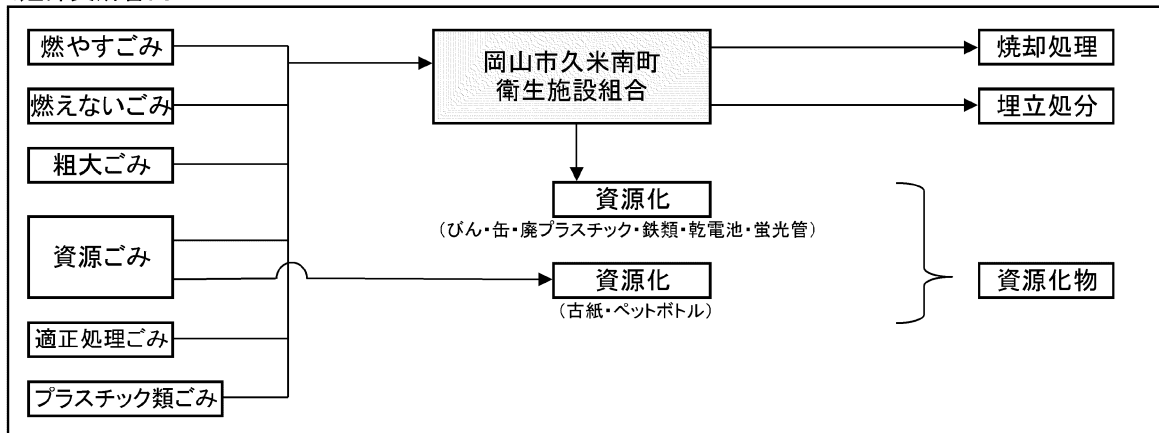 燃やすごみ
燃えないごみ
粗大ごみ
資源ごみ
適正処理ごみ
プラスチック類ごみ
岡山市久米南町
衛生施設組合
資源化
（びん・缶・廃プラスチック・鉄類・乾電池・蛍光管）
資源化
（古紙・ペットボトル）
焼却処理
埋立処分
資源化物